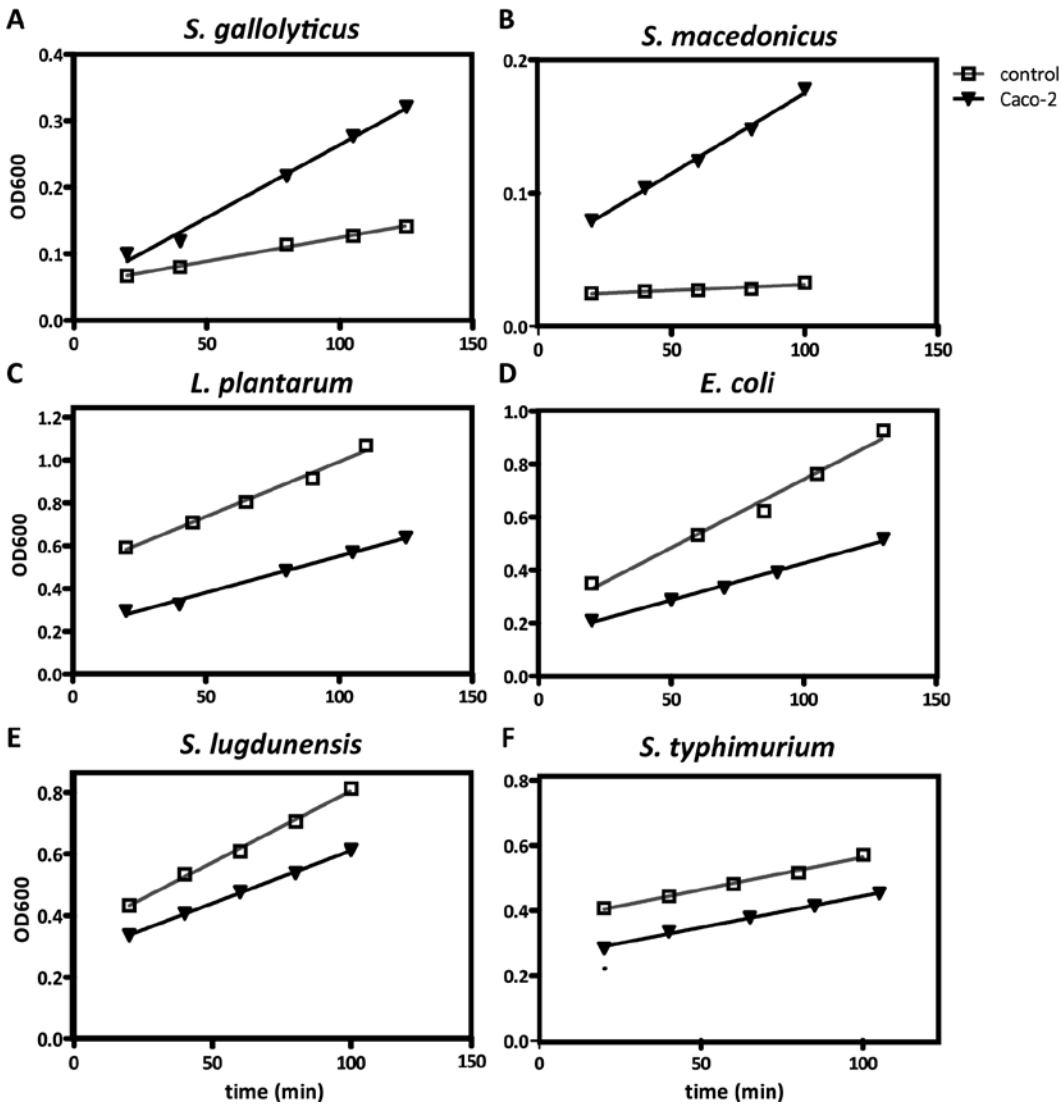 A
S. gallolyticus
B
S. macedonicus
control
Caco-2
OD600
0.4
0.3
0.2
0.1
0.0
0 50 100 150
0.2
0.1
0.0
0 50 100 150
C
L. plantarum
D
E. coli
OD600
1.2
1.0
0.8
0.6
0.4
0.2
0.0
0 50 100 150
1.0
0.8
0.6
0.4
0.2
0.0
0 50 100 150
E
S. lugdunensis
F
S. typhimurium
OD600
0.8
0.6
0.4
0.2
0.0
0 50 100 150
time (min)
0.8
0.6
0.4
0.2
0.0
0 50 100
time (min)